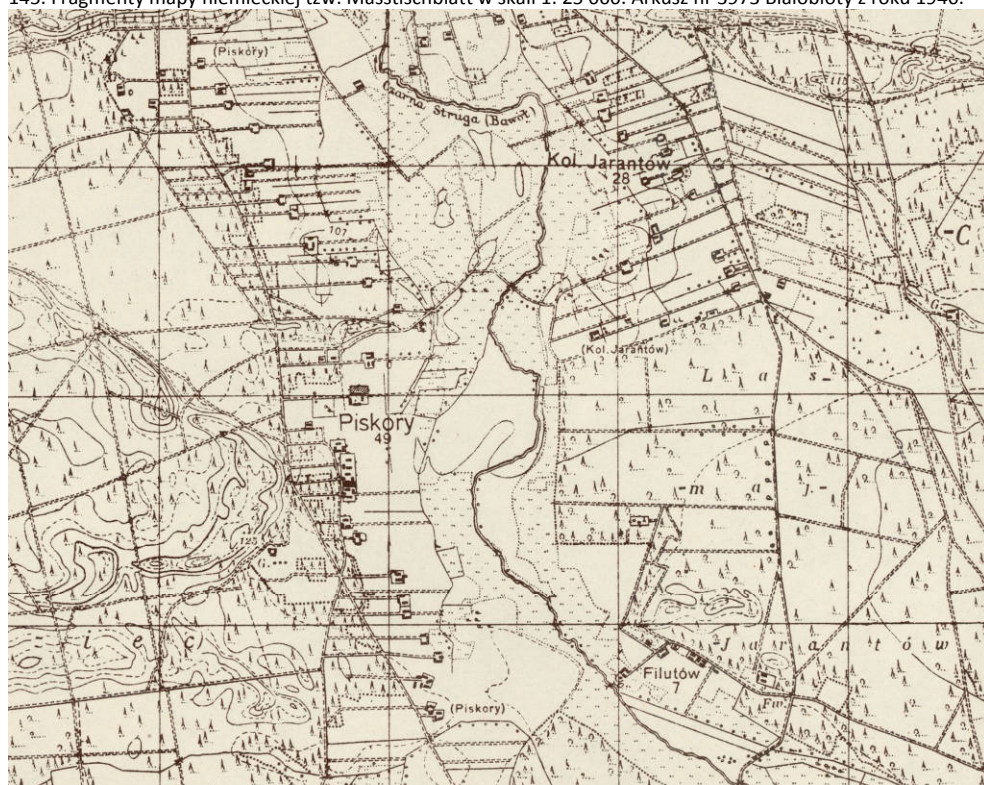 143. Fragmenty mapy niemieckiej tzw. Masstischblatt w skali 1: 25 000. Arkusz nr 3973 Białobłoty z roku 1940.
(Piskory)
Czarna Struga (Bawół)
Kol. Jarantów
28
107
-C
G.
(Kol. Jarantów)
L a s -
Piskory
49
- m a j. -
123
G.
i e ç
-J a r a n t ó w
Filutów
7
Fw.
(Piskory)